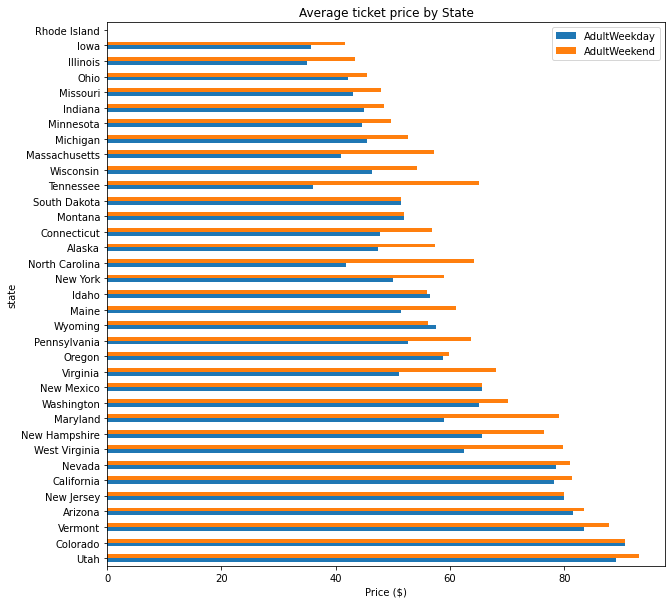 Average ticket price by State
AdultWeekday
AdultWeekend
Rhode Island
Iowa
Illinois
Ohio
Missouri
Indiana
Minnesota
Michigan
Massachusetts
Wisconsin
Tennessee
South Dakota
Montana
Connecticut
Alaska
North Carolina
New York
Idaho
Maine
Wyoming
Pennsylvania
Oregon
Virginia
New Mexico
Washington
Maryland
New Hampshire
West Virginia
Nevada
California
New Jersey
Arizona
Vermont
Colorado
Utah
state
0 20 40 60 80
Price ($)